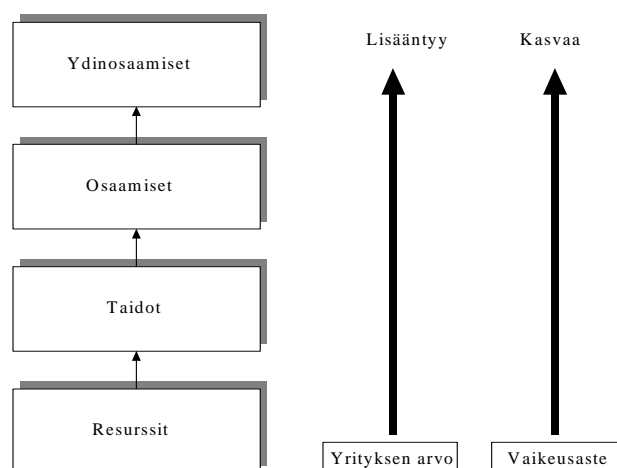 Lisääntyy
Kasvaa
Ydinosaamiset
Osaamiset
Taidot
Resurssit
Yrityksen arvo
Vaikeusaste